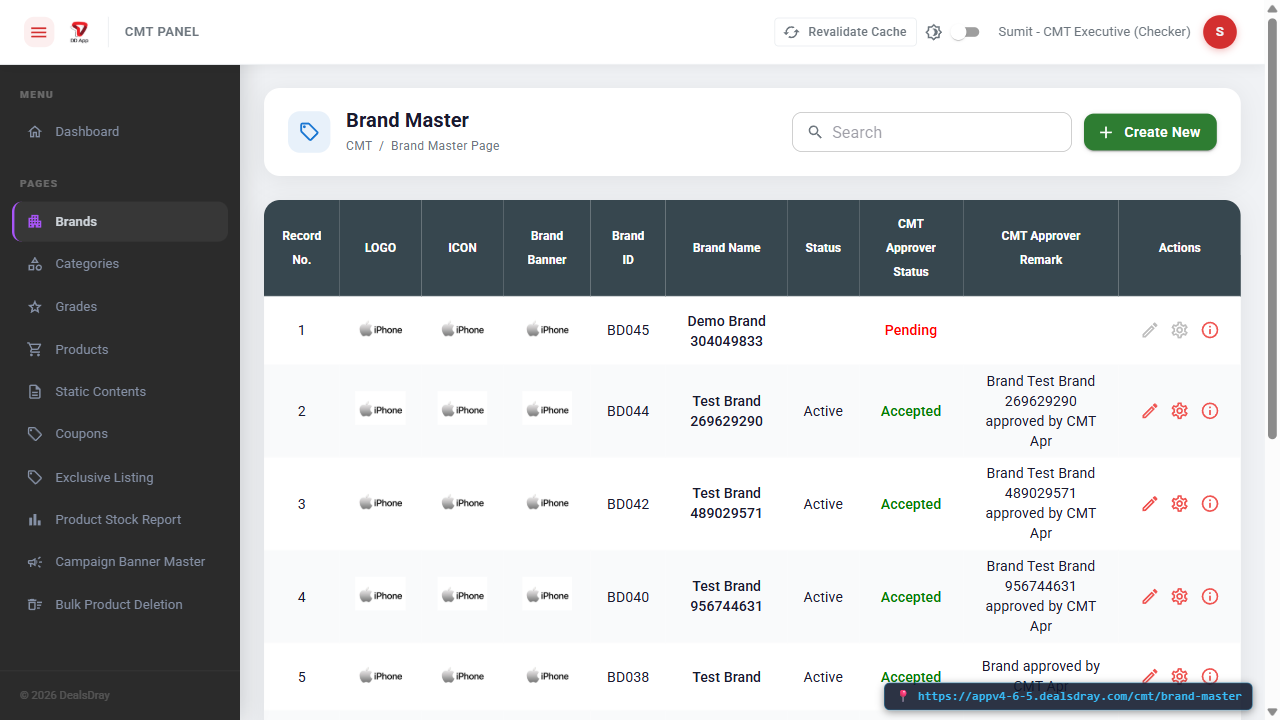 DD App
CMT PANEL
Revalidate Cache
Sumit - CMT Executive (Checker)
S
MENU
Dashboard
PAGES
Brands
Categories
Grades
Products
Static Contents
Coupons
Exclusive Listing
Product Stock Report
Campaign Banner Master
Bulk Product Deletion
© 2026 DealsDray
Brand Master
CMT / Brand Master Page
Search
Create New
Record No.
LOGO
ICON
Brand Banner
Brand ID
Brand Name
Status
CMT Approver Status
CMT Approver Remark
Actions
1
iPhone
iPhone
iPhone
BD045
Demo Brand
304049833
Pending
2
iPhone
iPhone
iPhone
BD044
Test Brand
269629290
Active
Accepted
Brand Test Brand
269629290
approved by CMT
Apr
3
iPhone
iPhone
iPhone
BD042
Test Brand
489029571
Active
Accepted
Brand Test Brand
489029571
approved by CMT
Apr
4
iPhone
iPhone
iPhone
BD040
Test Brand
956744631
Active
Accepted
Brand Test Brand
956744631
approved by CMT
Apr
5
iPhone
iPhone
iPhone
BD038
Test Brand
Active
Accepted
Brand approved by
CMT Apr
https://appv4-6-5.dealsdray.com/cmt/brand-master